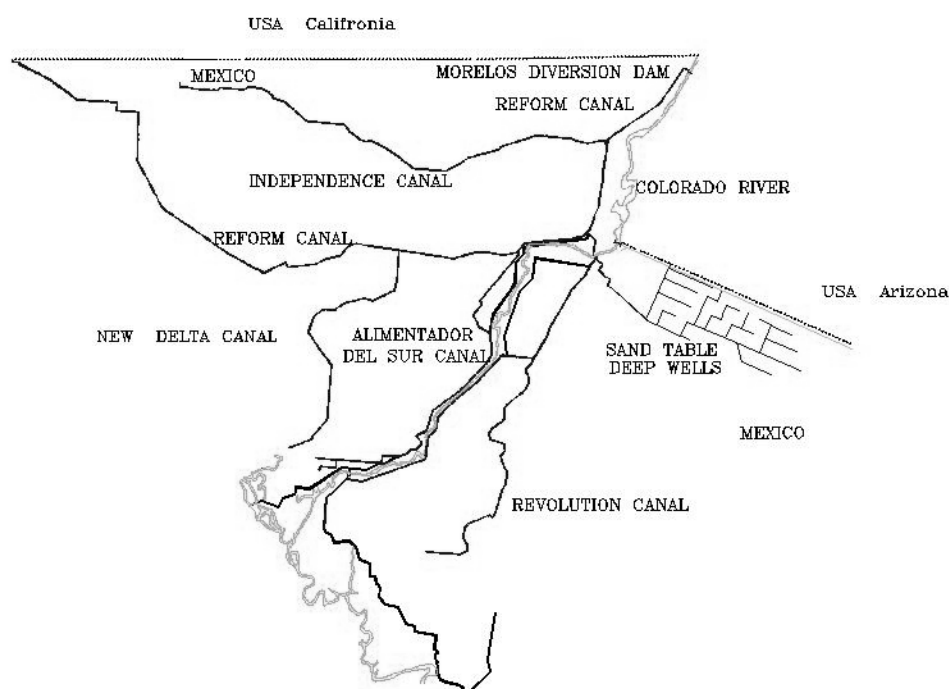 USA Califronia
MEXICO
MORELOS DIVERSION DAM
REFORM CANAL
INDEPENDENCE CANAL
COLORADO RIVER
REFORM CANAL
USA Arizona
NEW DELTA CANAL
ALIMENTADOR
DEL SUR CANAL
SAND TABLE
DEEP WELLS
MEXICO
REVOLUTION CANAL